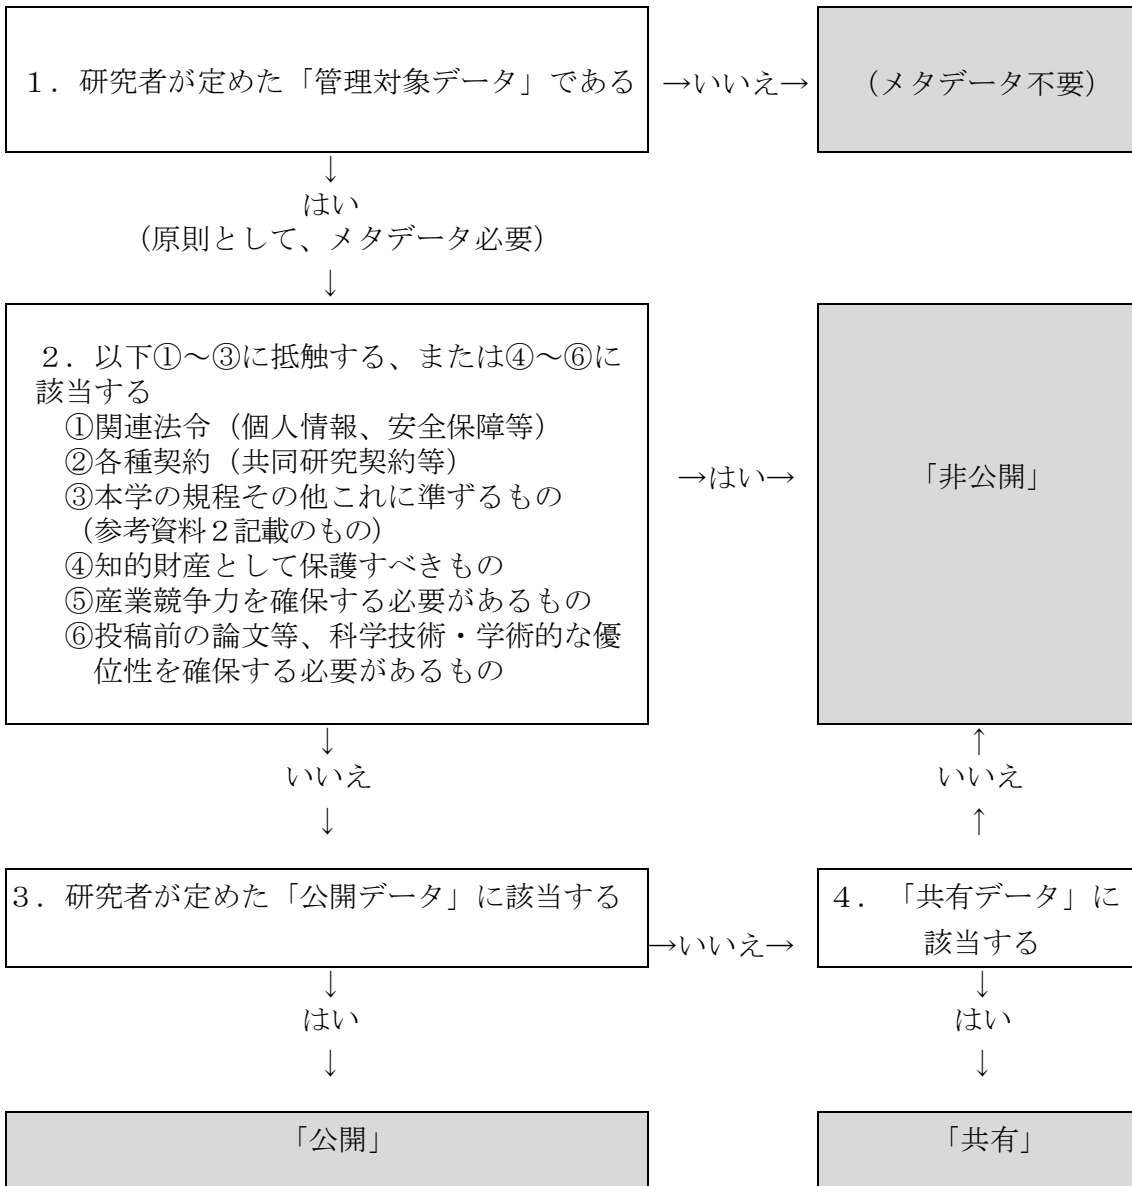 １．研究者が定めた「管理対象データ」である
→いいえ→
（メタデータ不要）
↓
はい
（原則として、メタデータ必要）
↓
２．以下①～③に抵触する、または④～⑥に
該当する
①関連法令（個人情報、安全保障等）
②各種契約（共同研究契約等）
③本学の規程その他これに準ずるもの
（参考資料２記載のもの）
④知的財産として保護すべきもの
⑤産業競争力を確保する必要があるもの
⑥投稿前の論文等、科学技術・学術的な優
位性を確保する必要があるもの
→はい→
「非公開」
↓
いいえ
↓
↑
いいえ
↑
３．研究者が定めた「公開データ」に該当する
→いいえ→
４．「共有データ」に
該当する
↓
はい
↓
↓
はい
↓
「公開」
「共有」